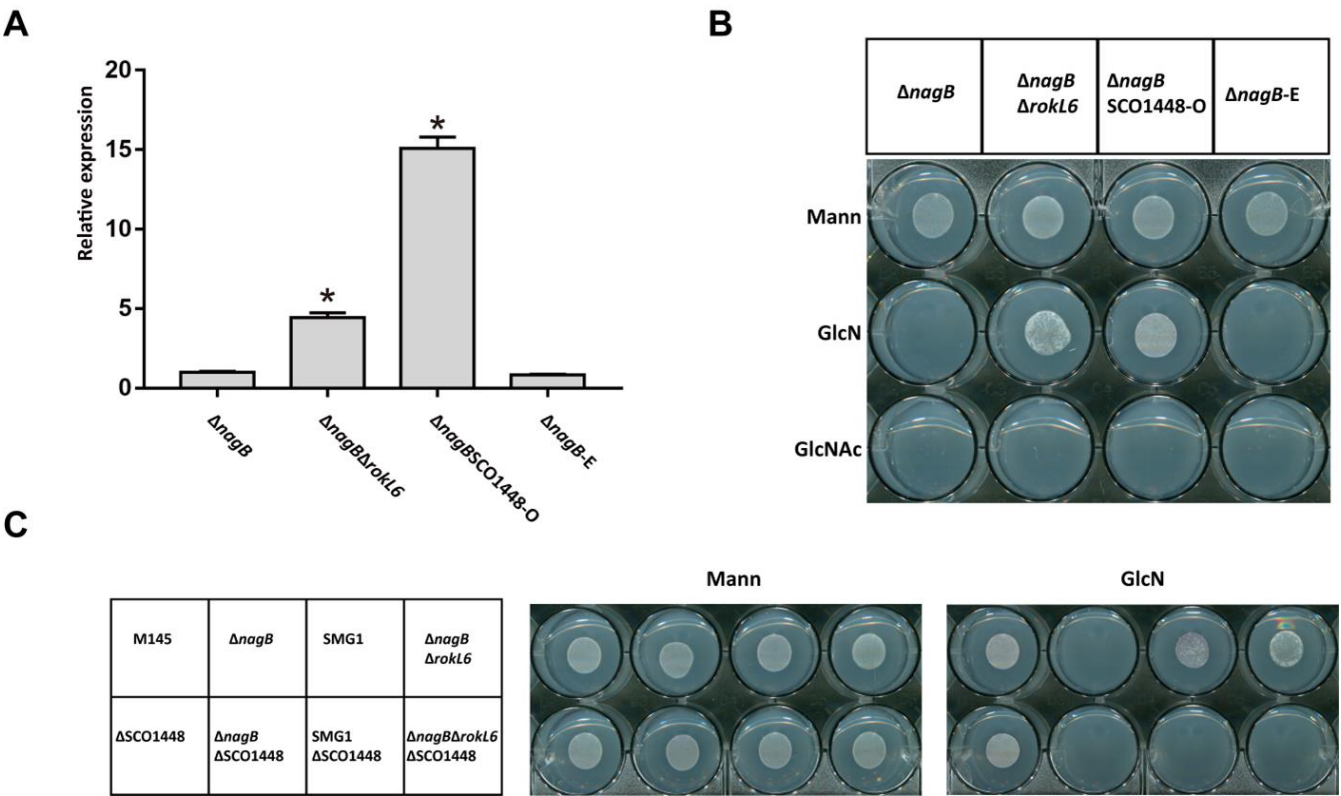 A
20
15
10
5
0
Relative expression
*
*
ΔnagB
ΔnagBΔrokL6
ΔnagBSCO1448-O
ΔnagB-E
B
ΔnagB
ΔnagB
ΔrokL6
ΔnagB
SCO1448-O
ΔnagB-E
Mann
GlcN
GlcNAc
C
M145
ΔnagB
SMG1
ΔnagB
ΔrokL6
ΔSCO1448
ΔnagB
ΔSCO1448
SMG1
ΔSCO1448
ΔnagBΔrokL6
ΔSCO1448
Mann
GlcN